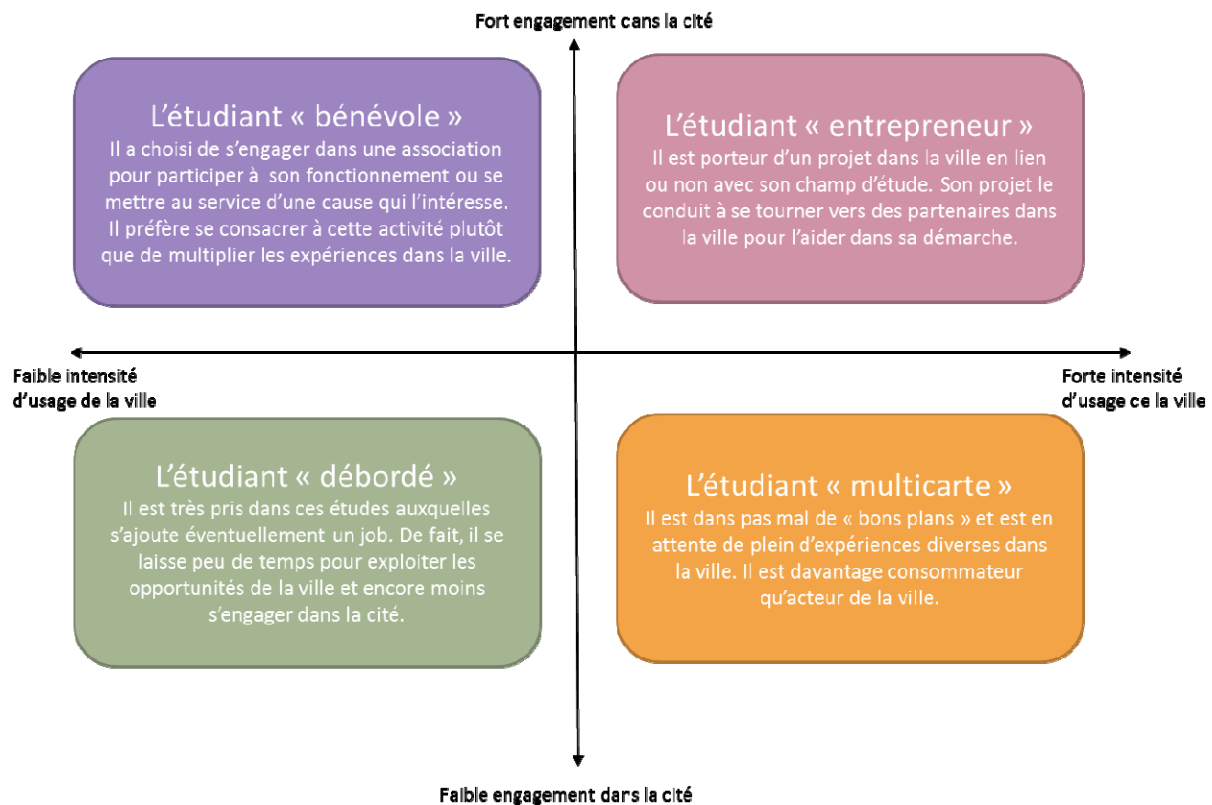 Fort engagement cans la cité
L'étudiant « bénévole »
Il a choisi de s'engager dans une association
pour participer à son fonctionnement ou se
mettre au service d'une cause qui l'intéresse.
Il préfère se consacrer à cette activité plutôt
que de multiplier les expériences dans la ville.
L'étudiant « entrepreneur »
Il est porteur d'un projet dans la ville en lien
ou non avec son champ d'étude. Son projet le
conduit à se tourner vers des partenaires dans
la ville pour l'aider dans sa démarche.
Faible intensité
d'usage de la ville
Forte intensité
d'usage ce la ville
L'étudiant « débordé »
Il est très pris dans ces études auxquelles
s'ajoute éventuellement un job. De fait, il se
laisse peu de temps pour exploiter les
opportunités de la ville et encore moins
s'engager dans la cité.
L'étudiant « multicarte »
Il est dans pas mal de « bons plans » et est en
attente de plein d'expériences diverses dans
la ville. Il est davantage consommateur
qu'acteur de la ville.
Faible engagement dans la cité